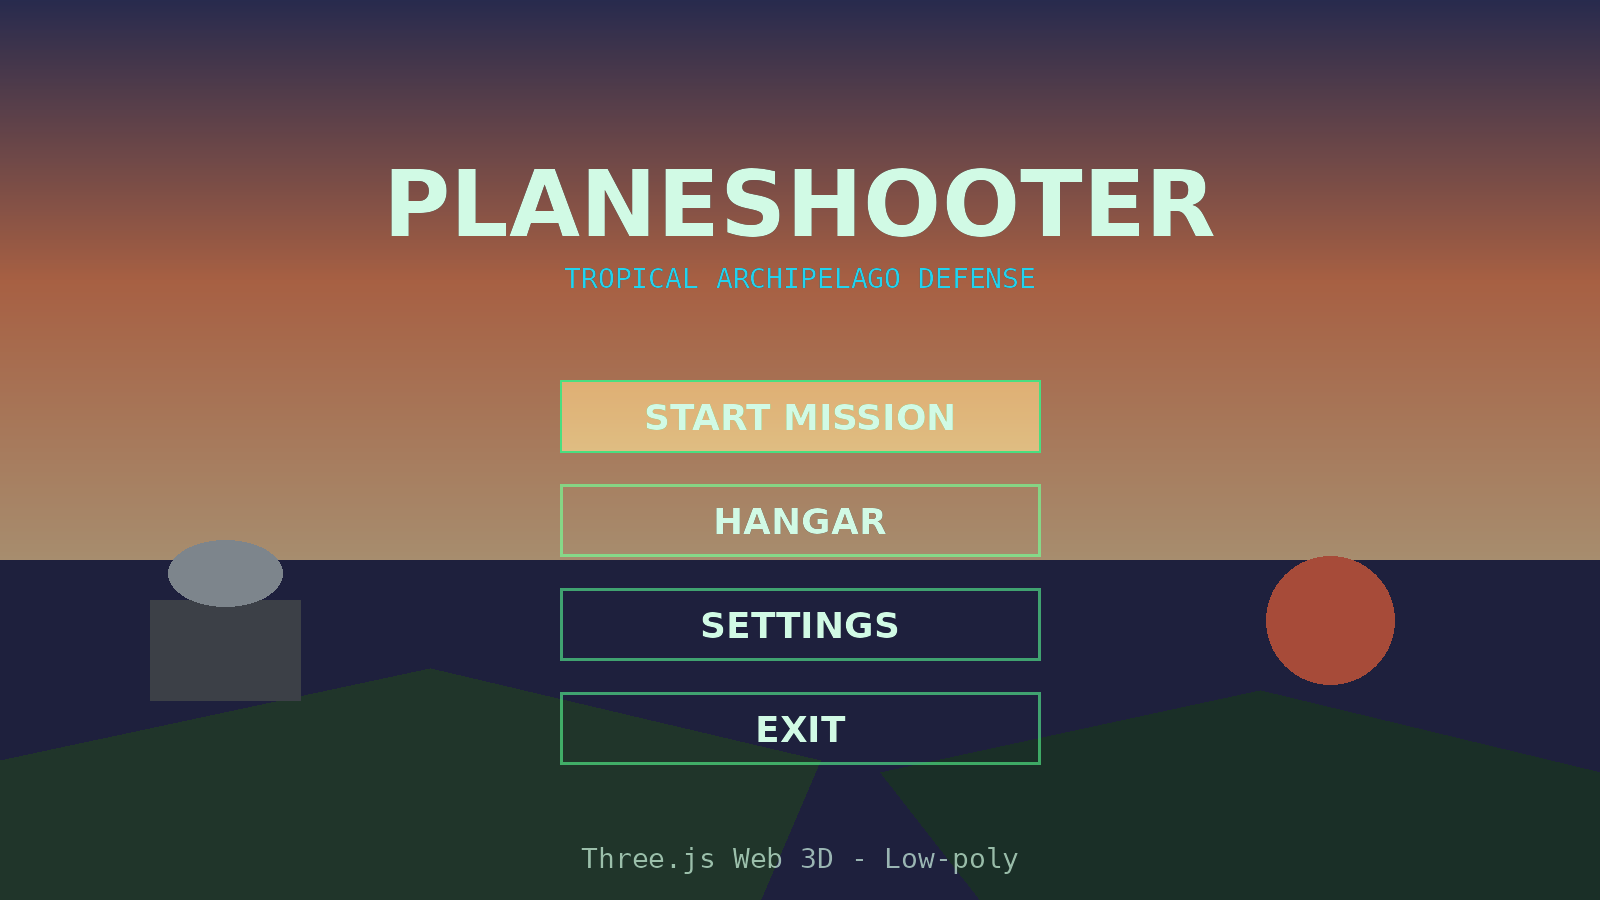 PLANESHOOTER
TROPICAL ARCHIPELAGO DEFENSE
START MISSION
HANGAR
SETTINGS
EXIT
Three.js Web 3D - Low-poly